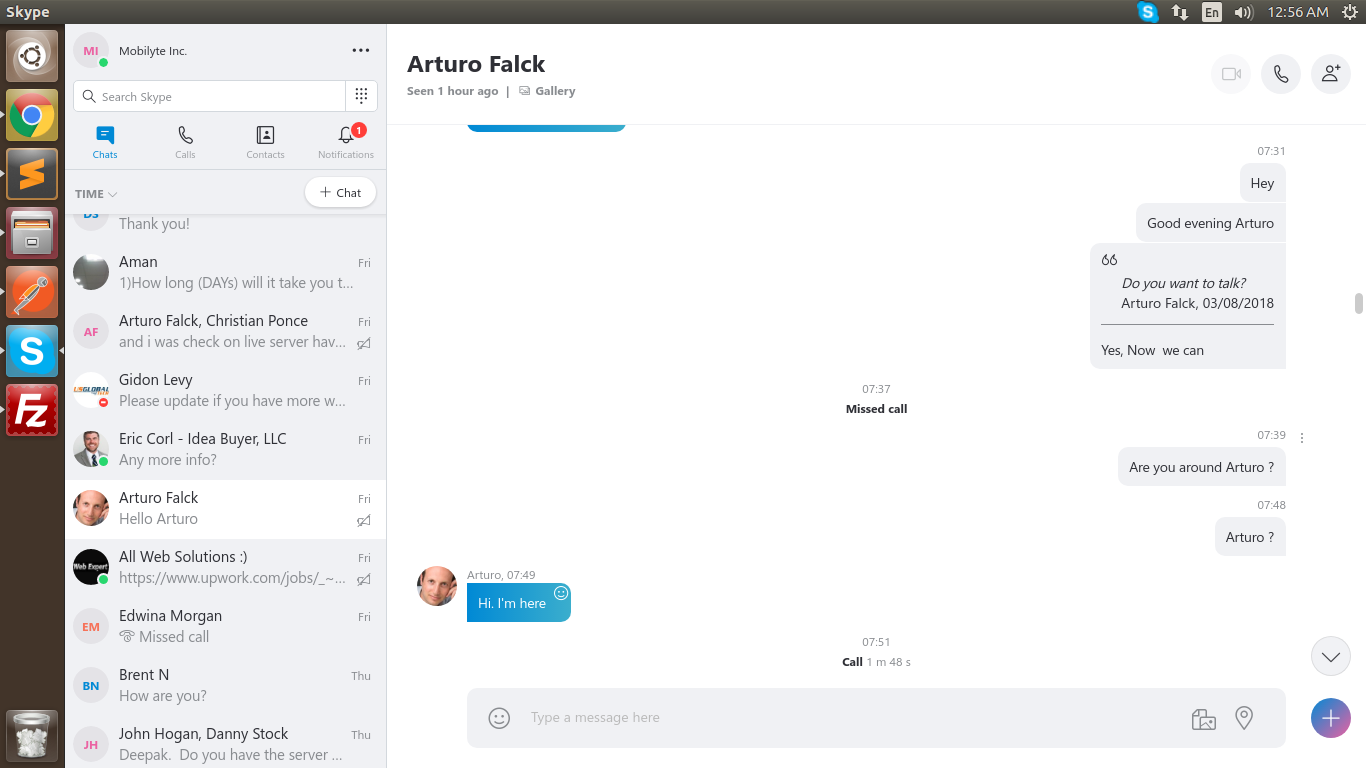 Skype
En
12:56 AM
MI
Mobilyte Inc.
Search Skype
Chats
Calls
Contacts
1
Notifications
TIME
+ Chat
DS
Thank you!
Aman
Fri
1)How long (DAYs) will it take you t...
AF
Arturo Falck, Christian Ponce
Fri
and i was check on live server hav...
Gidon Levy
Fri
Please update if you have more w...
Eric Corl - Idea Buyer, LLC
Fri
Any more info?
Arturo Falck
Fri
Hello Arturo
Web Expert
All Web Solutions :)
Fri
https://www.upwork.com/jobs/_~...
EM
Edwina Morgan
Fri
Missed call
BN
Brent N
Thu
How are you?
JH
John Hogan, Danny Stock
Thu
Deepak.  Do you have the server ...
Arturo Falck
Seen 1 hour ago | Gallery
07:31
Hey
Good evening Arturo
Do you want to talk?
Arturo Falck, 03/08/2018
Yes, Now  we can
07:37
Missed call
07:39
Are you around Arturo ?
07:48
Arturo ?
Arturo, 07:49
Hi. I'm here
07:51
Call 1 m 48 s
Type a message here